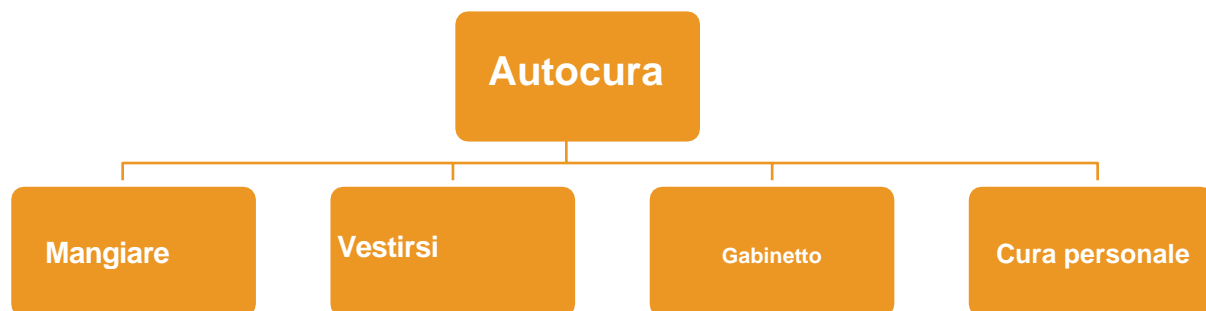 Autocura
Mangiare
Vestirsi
Gabinetto
Cura personale